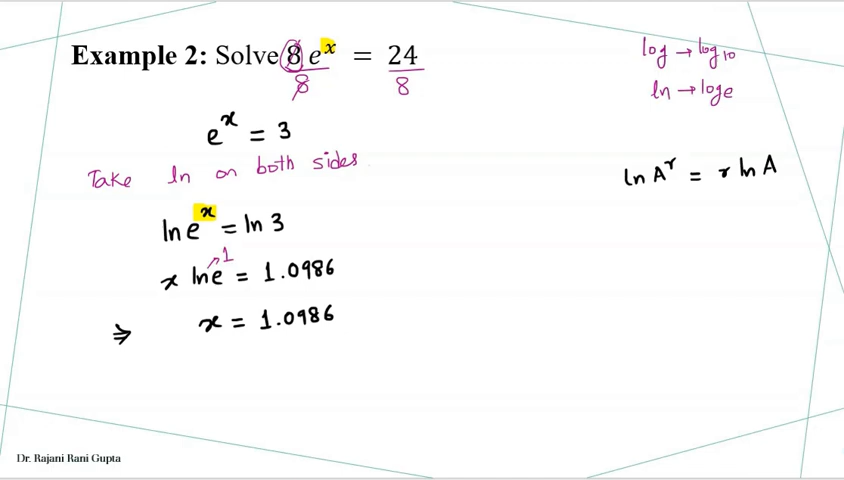 Example 2: Solve 8 e^x = 24
8 8
log → log10
ln → loge
e^x = 3
Take ln on both sides
ln A^r = r ln A
ln e^x = ln 3
1
x ln e = 1.0986
⇒ x = 1.0986
Dr. Rajani Rani Gupta